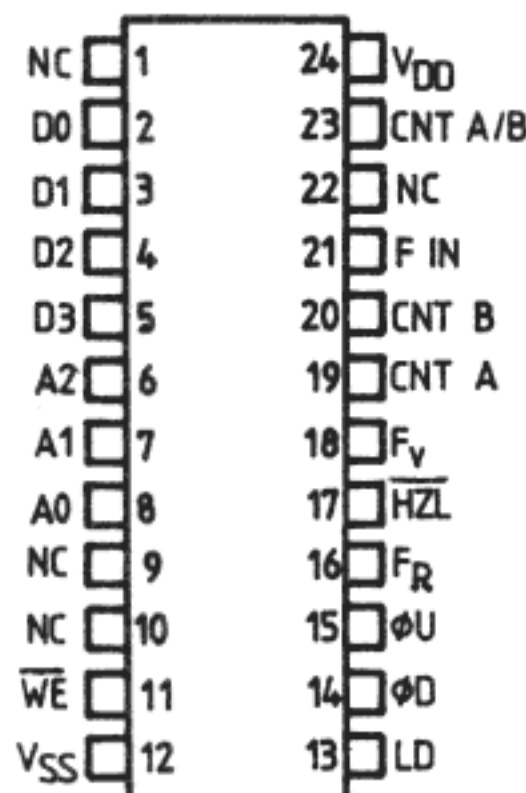 NC 1 24 VDD
D0 2 23 CNT A/B
D1 3 22 NC
D2 4 21 F IN
D3 5 20 CNT B
A2 6 19 CNT A
A1 7 18 Fv
A0 8 17 H̅Z̅L̅
NC 9 16 FR
NC 10 15 ϕU
W̅E̅ 11 14 ϕD
VSS 12 13 LD